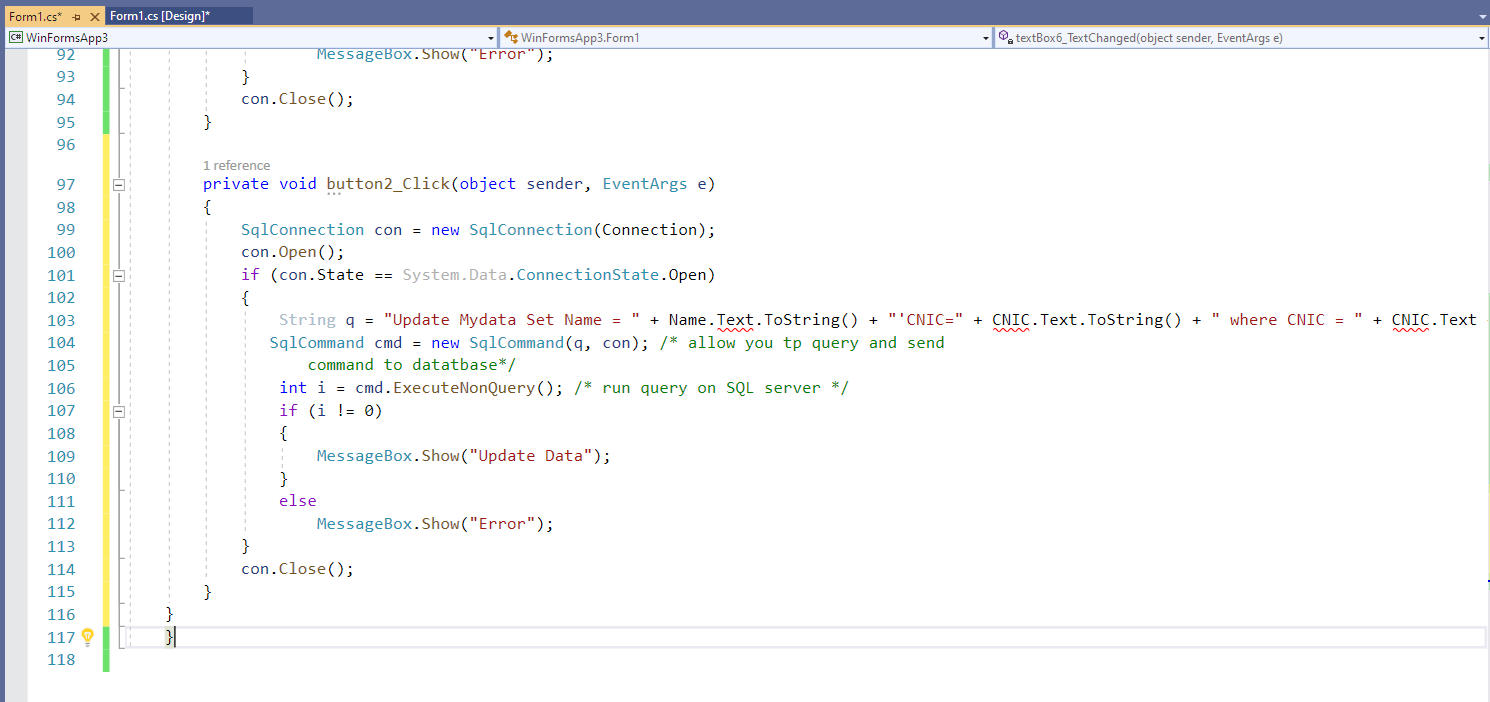 Form1.cs*
Form1.cs [Design]*
C# WinFormsApp3
WinFormsApp3.Form1
textBox6_TextChanged(object sender, EventArgs e)
92 MessageBox.Show("Error");
93 }
94 con.Close();
95 }
96
1 reference
97 private void button2_Click(object sender, EventArgs e)
98 {
99 SqlConnection con = new SqlConnection(Connection);
100 con.Open();
101 if (con.State == System.Data.ConnectionState.Open)
102 {
103 String q = "Update Mydata Set Name = " + Name.Text.ToString() + "'CNIC=" + CNIC.Text.ToString() + " where CNIC = " + CNIC.Text
104 SqlCommand cmd = new SqlCommand(q, con); /* allow you tp query and send
105 command to datatbase*/
106 int i = cmd.ExecuteNonQuery(); /* run query on SQL server */
107 if (i != 0)
108 {
109 MessageBox.Show("Update Data");
110 }
111 else
112 MessageBox.Show("Error");
113 }
114 con.Close();
115 }
116 }
117 }
118